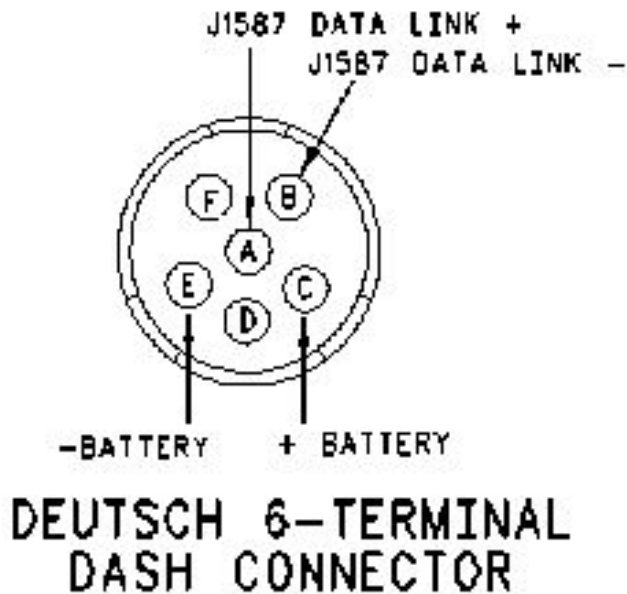 J1587 DATA LINK +
J1587 DATA LINK -
F
B
A
E
C
D
-BATTERY
+ BATTERY
DEUTSCH 6-TERMINAL
DASH CONNECTOR